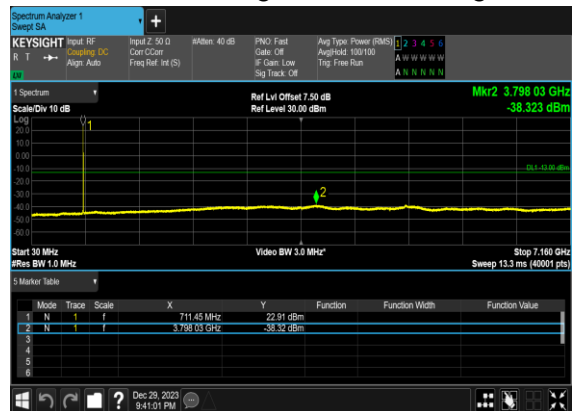 Spectrum Analyzer 1
Swept SA
+
KEYSIGHT Input: RF Input Z: 50 Ω #Atten: 40 dB PNO: Fast Avg Type: Power (RMS) 1 2 3 4 5 6
R T Coupling: DC Corr CCorr Gate: Off Avg|Hold: 100/100 A W W W W W
Align: Auto Freq Ref: Int (S) IF Gain: Low Trig: Free Run
LXI Sig Track: Off A N N N N N
1 Spectrum Ref Lvl Offset 7.50 dB Mkr2 3.798 03 GHz
Scale/Div 10 dB Ref Level 30.00 dBm -38.323 dBm
Log
20.0 1
10.0
0.00
-10.0 DL1 -13.00 dBm
-20.0
-30.0 2
-40.0
-50.0
-60.0
Start 30 MHz Video BW 3.0 MHz* Stop 7.160 GHz
#Res BW 1.0 MHz Sweep 13.3 ms (40001 pts)
5 Marker Table
Mode Trace Scale X Y Function Function Width Function Value
1 N 1 f 711.45 MHz 22.91 dBm
2 N 1 f 3.798 03 GHz -38.32 dBm
3
4
5
6
? Dec 29, 2023
9:41:01 PM